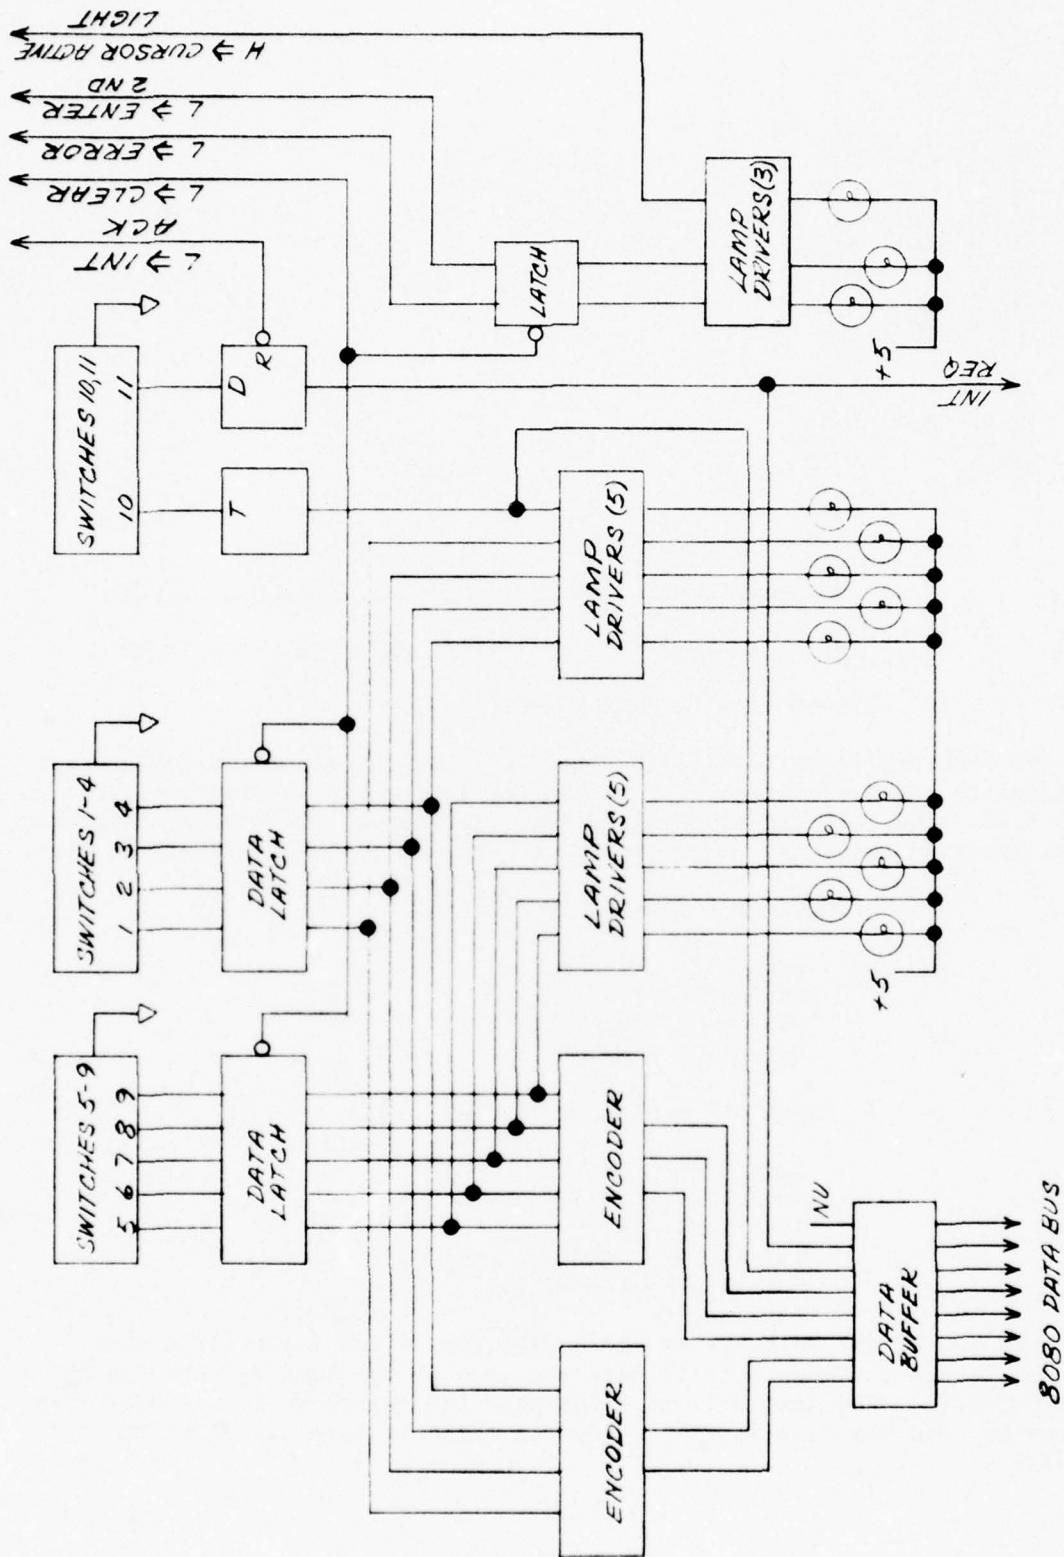 SWITCHES 5-9
5 6 7 8 9
DATA
LATCH
SWITCHES 1-4
1 2 3 4
DATA
LATCH
SWITCHES 10,11
10 11
T
D
R
L ⇒ INT
ACK
L ⇒ CLEAR
L ⇒ ERROR
L ⇒ ENTER
2ND
H ⇒ CURSOR ACTIVE
LIGHT
LATCH
ENCODER
ENCODER
LAMP
DRIVERS (5)
LAMP
DRIVERS (5)
LAMP
DRIVERS (3)
+5
+5
NU
DATA
BUFFER
INT
REQ
8080 DATA BUS